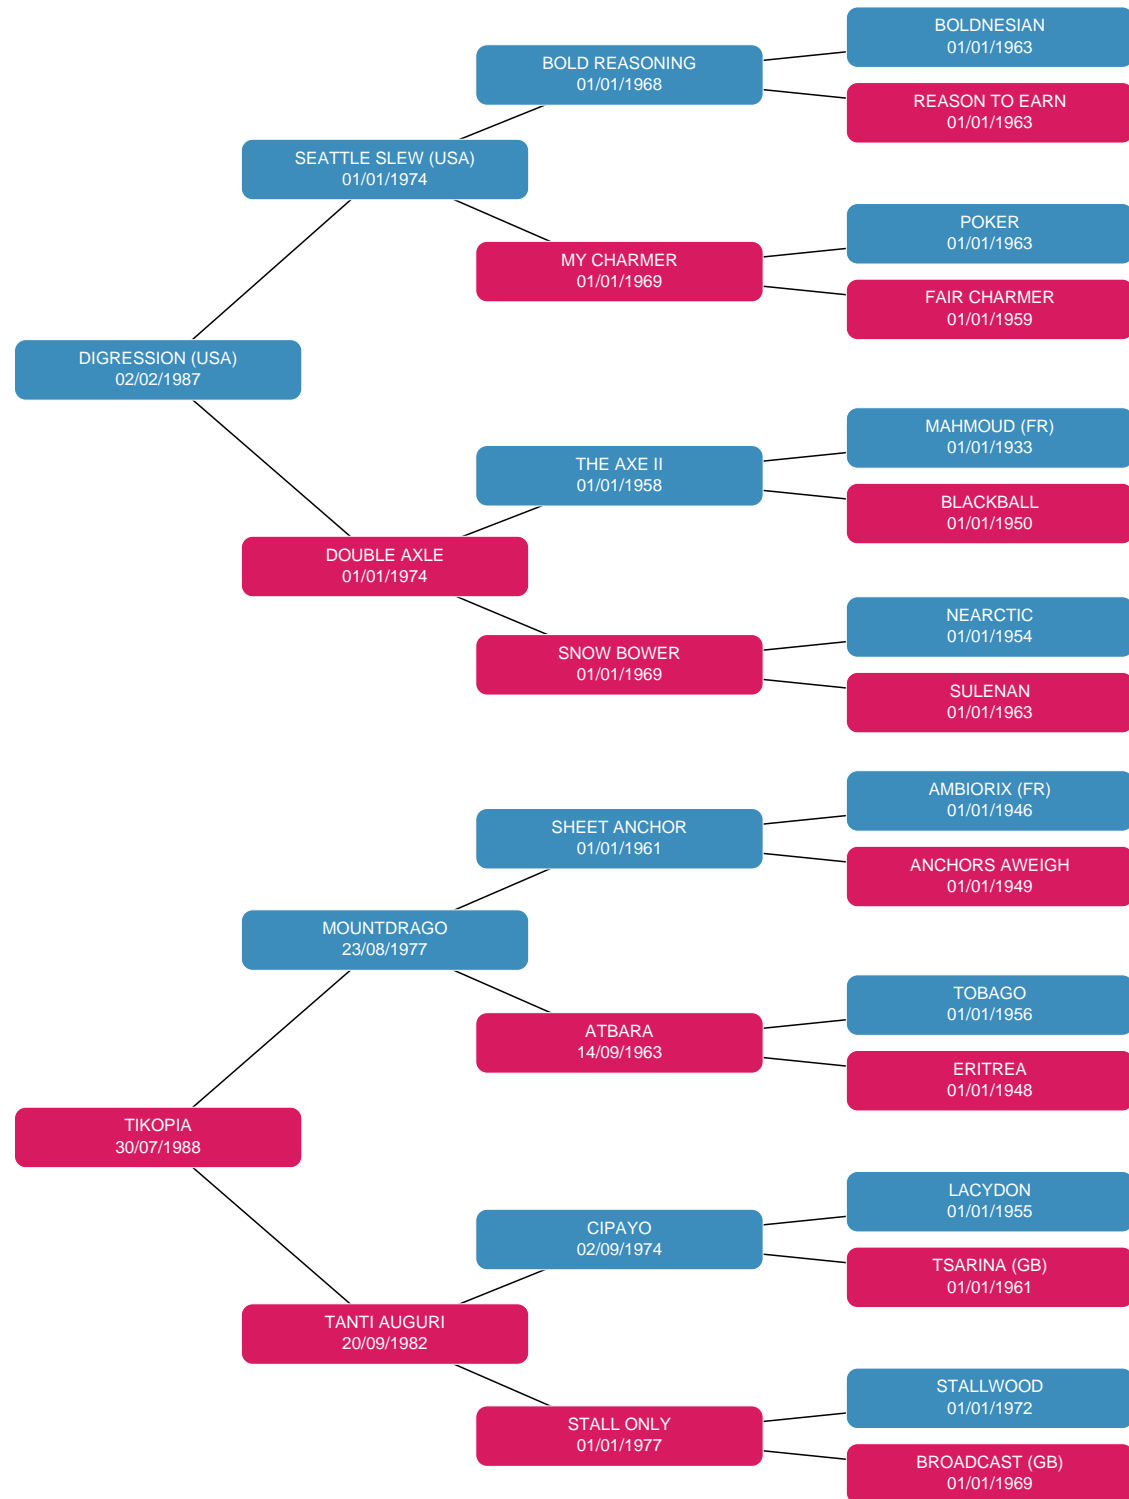 BOLDNESIAN
01/01/1963
BOLD REASONING
01/01/1968
REASON TO EARN
01/01/1963
SEATTLE SLEW (USA)
01/01/1974
POKER
01/01/1963
MY CHARMER
01/01/1969
FAIR CHARMER
01/01/1959
DIGRESSION (USA)
02/02/1987
MAHMOUD (FR)
01/01/1933
THE AXE II
01/01/1958
BLACKBALL
01/01/1950
DOUBLE AXLE
01/01/1974
NEARCTIC
01/01/1954
SNOW BOWER
01/01/1969
SULENAN
01/01/1963
AMBIORIX (FR)
01/01/1946
SHEET ANCHOR
01/01/1961
ANCHORS AWEIGH
01/01/1949
MOUNTDRAGO
23/08/1977
TOBAGO
01/01/1956
ATBARA
14/09/1963
ERITREA
01/01/1948
TIKOPIA
30/07/1988
LACYDON
01/01/1955
CIPAYO
02/09/1974
TSARINA (GB)
01/01/1961
TANTI AUGURI
20/09/1982
STALLWOOD
01/01/1972
STALL ONLY
01/01/1977
BROADCAST (GB)
01/01/1969